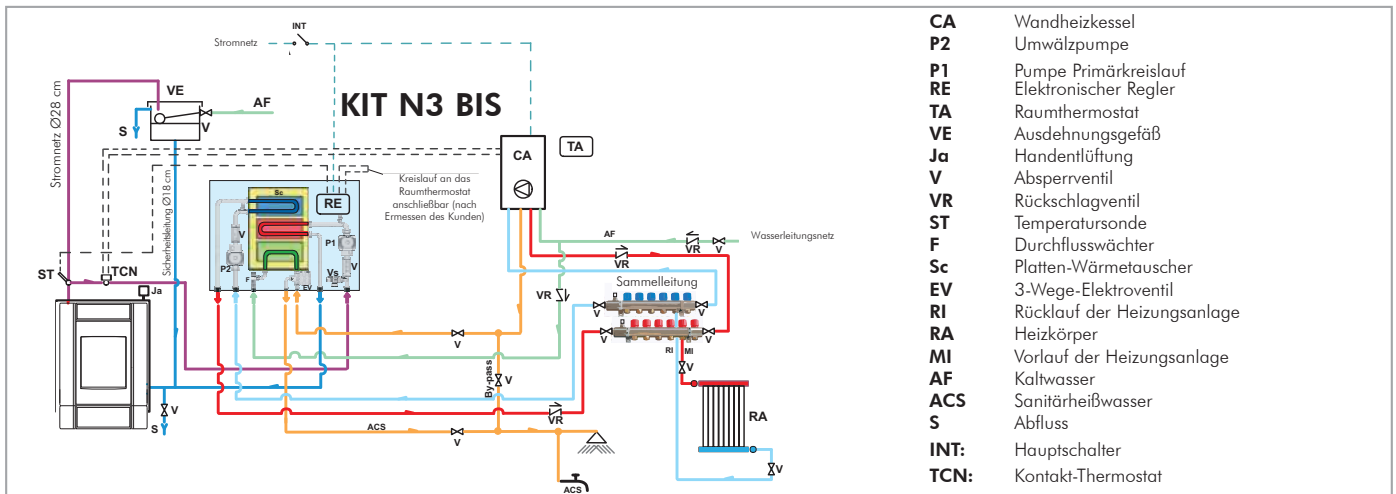 INT
Stromnetz
VE
AF
KIT N3 BIS
S
V
Stromnetz Ø28 cm
CA
TA
Kreislauf an das
Raumthermostat
anschließbar (nach
Ermessen des Kunden)
Sc
RE
Sicherheitsleitung Ø18 cm
V
P1
AF
Wasserleitungsnetz
VR
V
VR
P2
V
ST
TCN
F
EV
Vs
Ja
VR
Sammelleitung
V
V
V
V
V
RI
MI
V
By-pass
V
RA
V
S
VR
ACS
V
V
ACS
CA Wandheizkessel
P2 Umwälzpumpe
P1 Pumpe Primärkreislauf
RE Elektronischer Regler
TA Raumthermostat
VE Ausdehnungsgefäß
Ja Handentlüftung
V Absperrventil
VR Rückschlagventil
ST Temperatursonde
F Durchflusswächter
Sc Platten-Wärmetauscher
EV 3-Wege-Elektroventil
RI Rücklauf der Heizungsanlage
RA Heizkörper
MI Vorlauf der Heizungsanlage
AF Kaltwasser
ACS Sanitärheißwasser
S Abfluss
INT: Hauptschalter
TCN: Kontakt-Thermostat